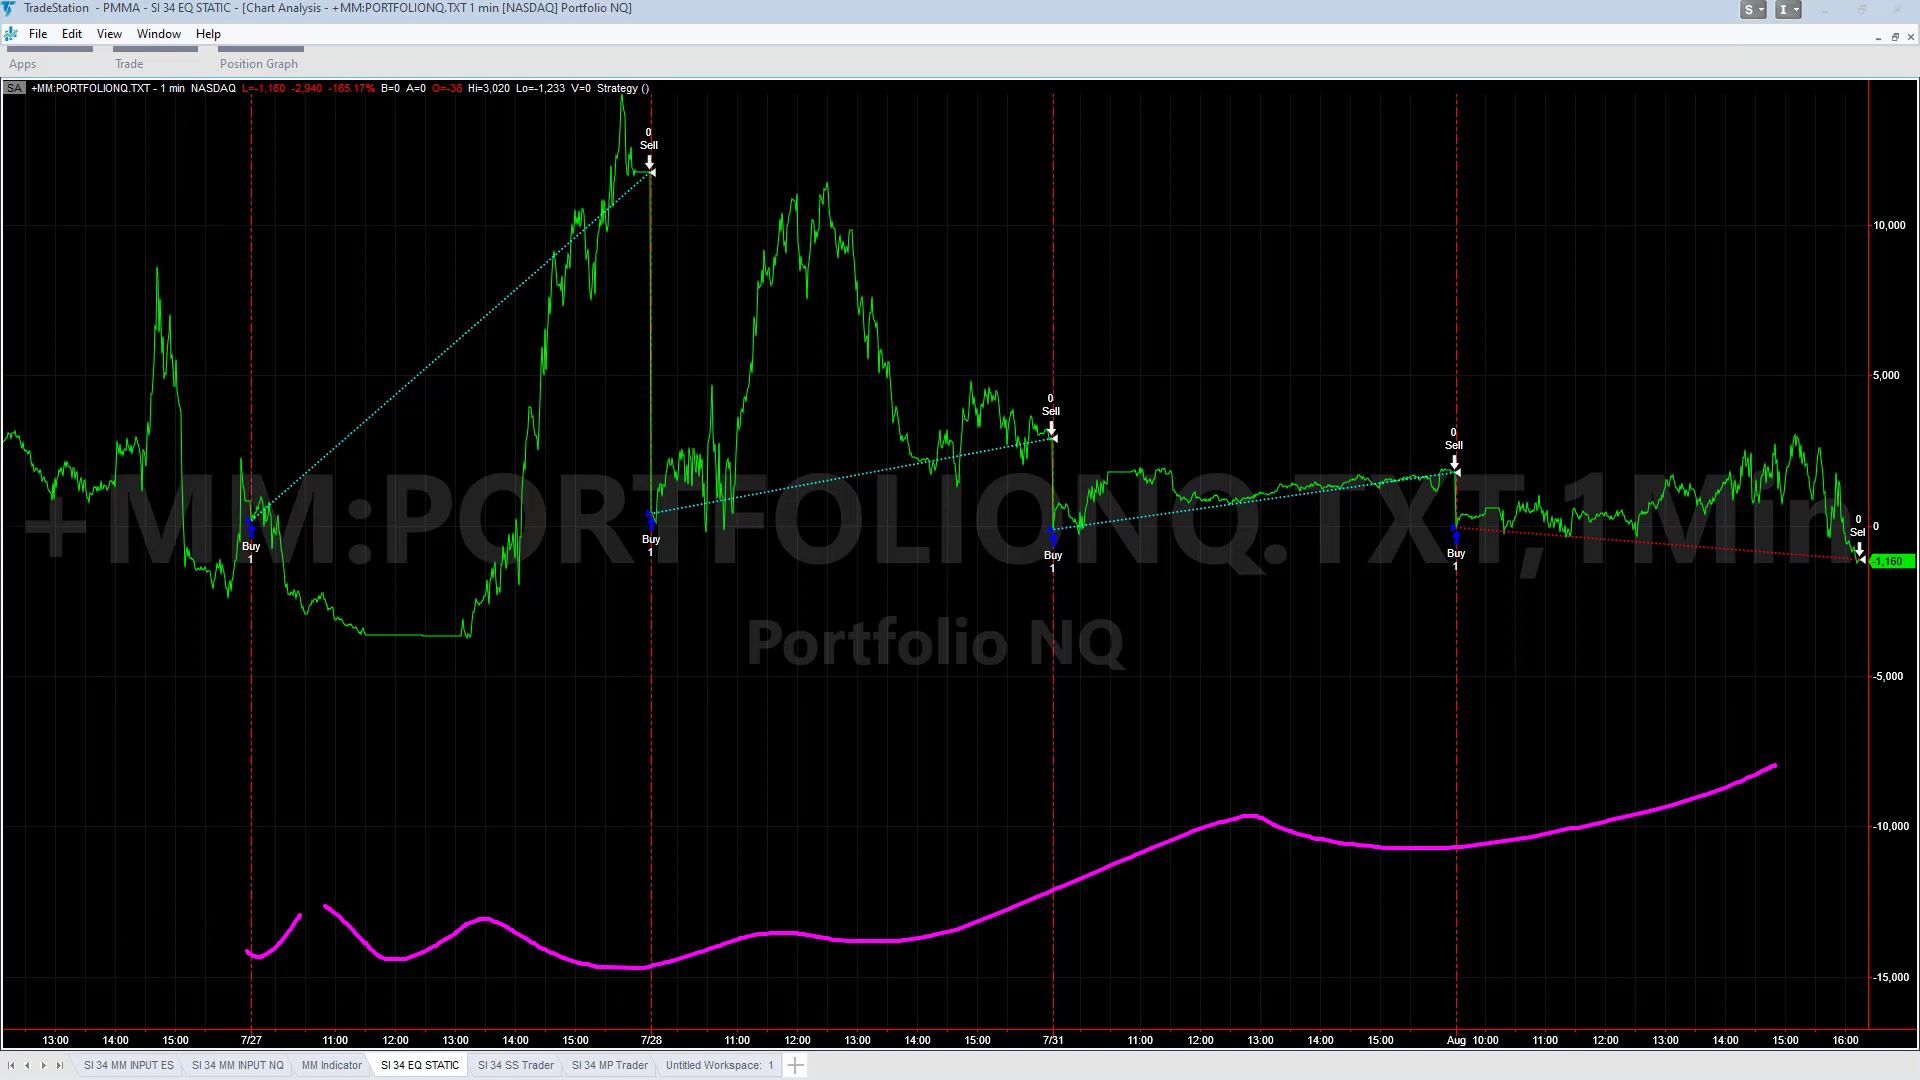 TradeStation - PMMA - SI 34 EQ STATIC - [Chart Analysis - +MM:PORTFOLIONQ.TXT 1 min [NASDAQ] Portfolio NQ]
S I
File Edit View Window Help
Apps Trade Position Graph
SA +MM:PORTFOLIONQ.TXT - 1 min NASDAQ L=-1,160 -2,940 -165.17% B=0 A=0 O=-38 Hi=3,020 Lo=-1,233 V=0 Strategy ()
0
Sell
0
Sell
0
Sell
0
Sel
Buy
1
Buy
1
Buy
1
Buy
1
+MM:PORTFOLIONQ.TXT,1Min
Portfolio NQ
10,000
5,000
0
-1,160
-5,000
-10,000
-15,000
13:00 14:00 15:00 7/27 11:00 12:00 13:00 14:00 15:00 7/28 11:00 12:00 13:00 14:00 15:00 7/31 11:00 12:00 13:00 14:00 15:00 Aug 10:00 11:00 12:00 13:00 14:00 15:00 16:00
SI 34 MM INPUT ES SI 34 MM INPUT NQ MM Indicator SI 34 EQ STATIC SI 34 SS Trader SI 34 MP Trader Untitled Workspace: 1